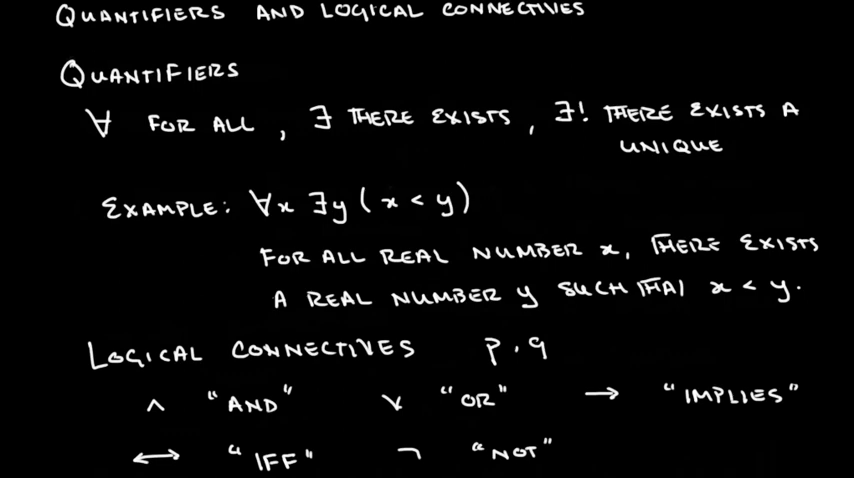 QUANTIFIERS AND LOGICAL CONNECTIVES
QUANTIFIERS
∀ FOR ALL, ∃ THERE EXISTS, ∃! THERE EXISTS A
UNIQUE
EXAMPLE: ∀x ∃y (x < y)
FOR ALL REAL NUMBER x, THERE EXISTS
A REAL NUMBER y SUCH THAT x < y.
LOGICAL CONNECTIVES p, q
∧ "AND" ∨ "OR" → "IMPLIES"
↔ "IFF" ¬ "NOT"